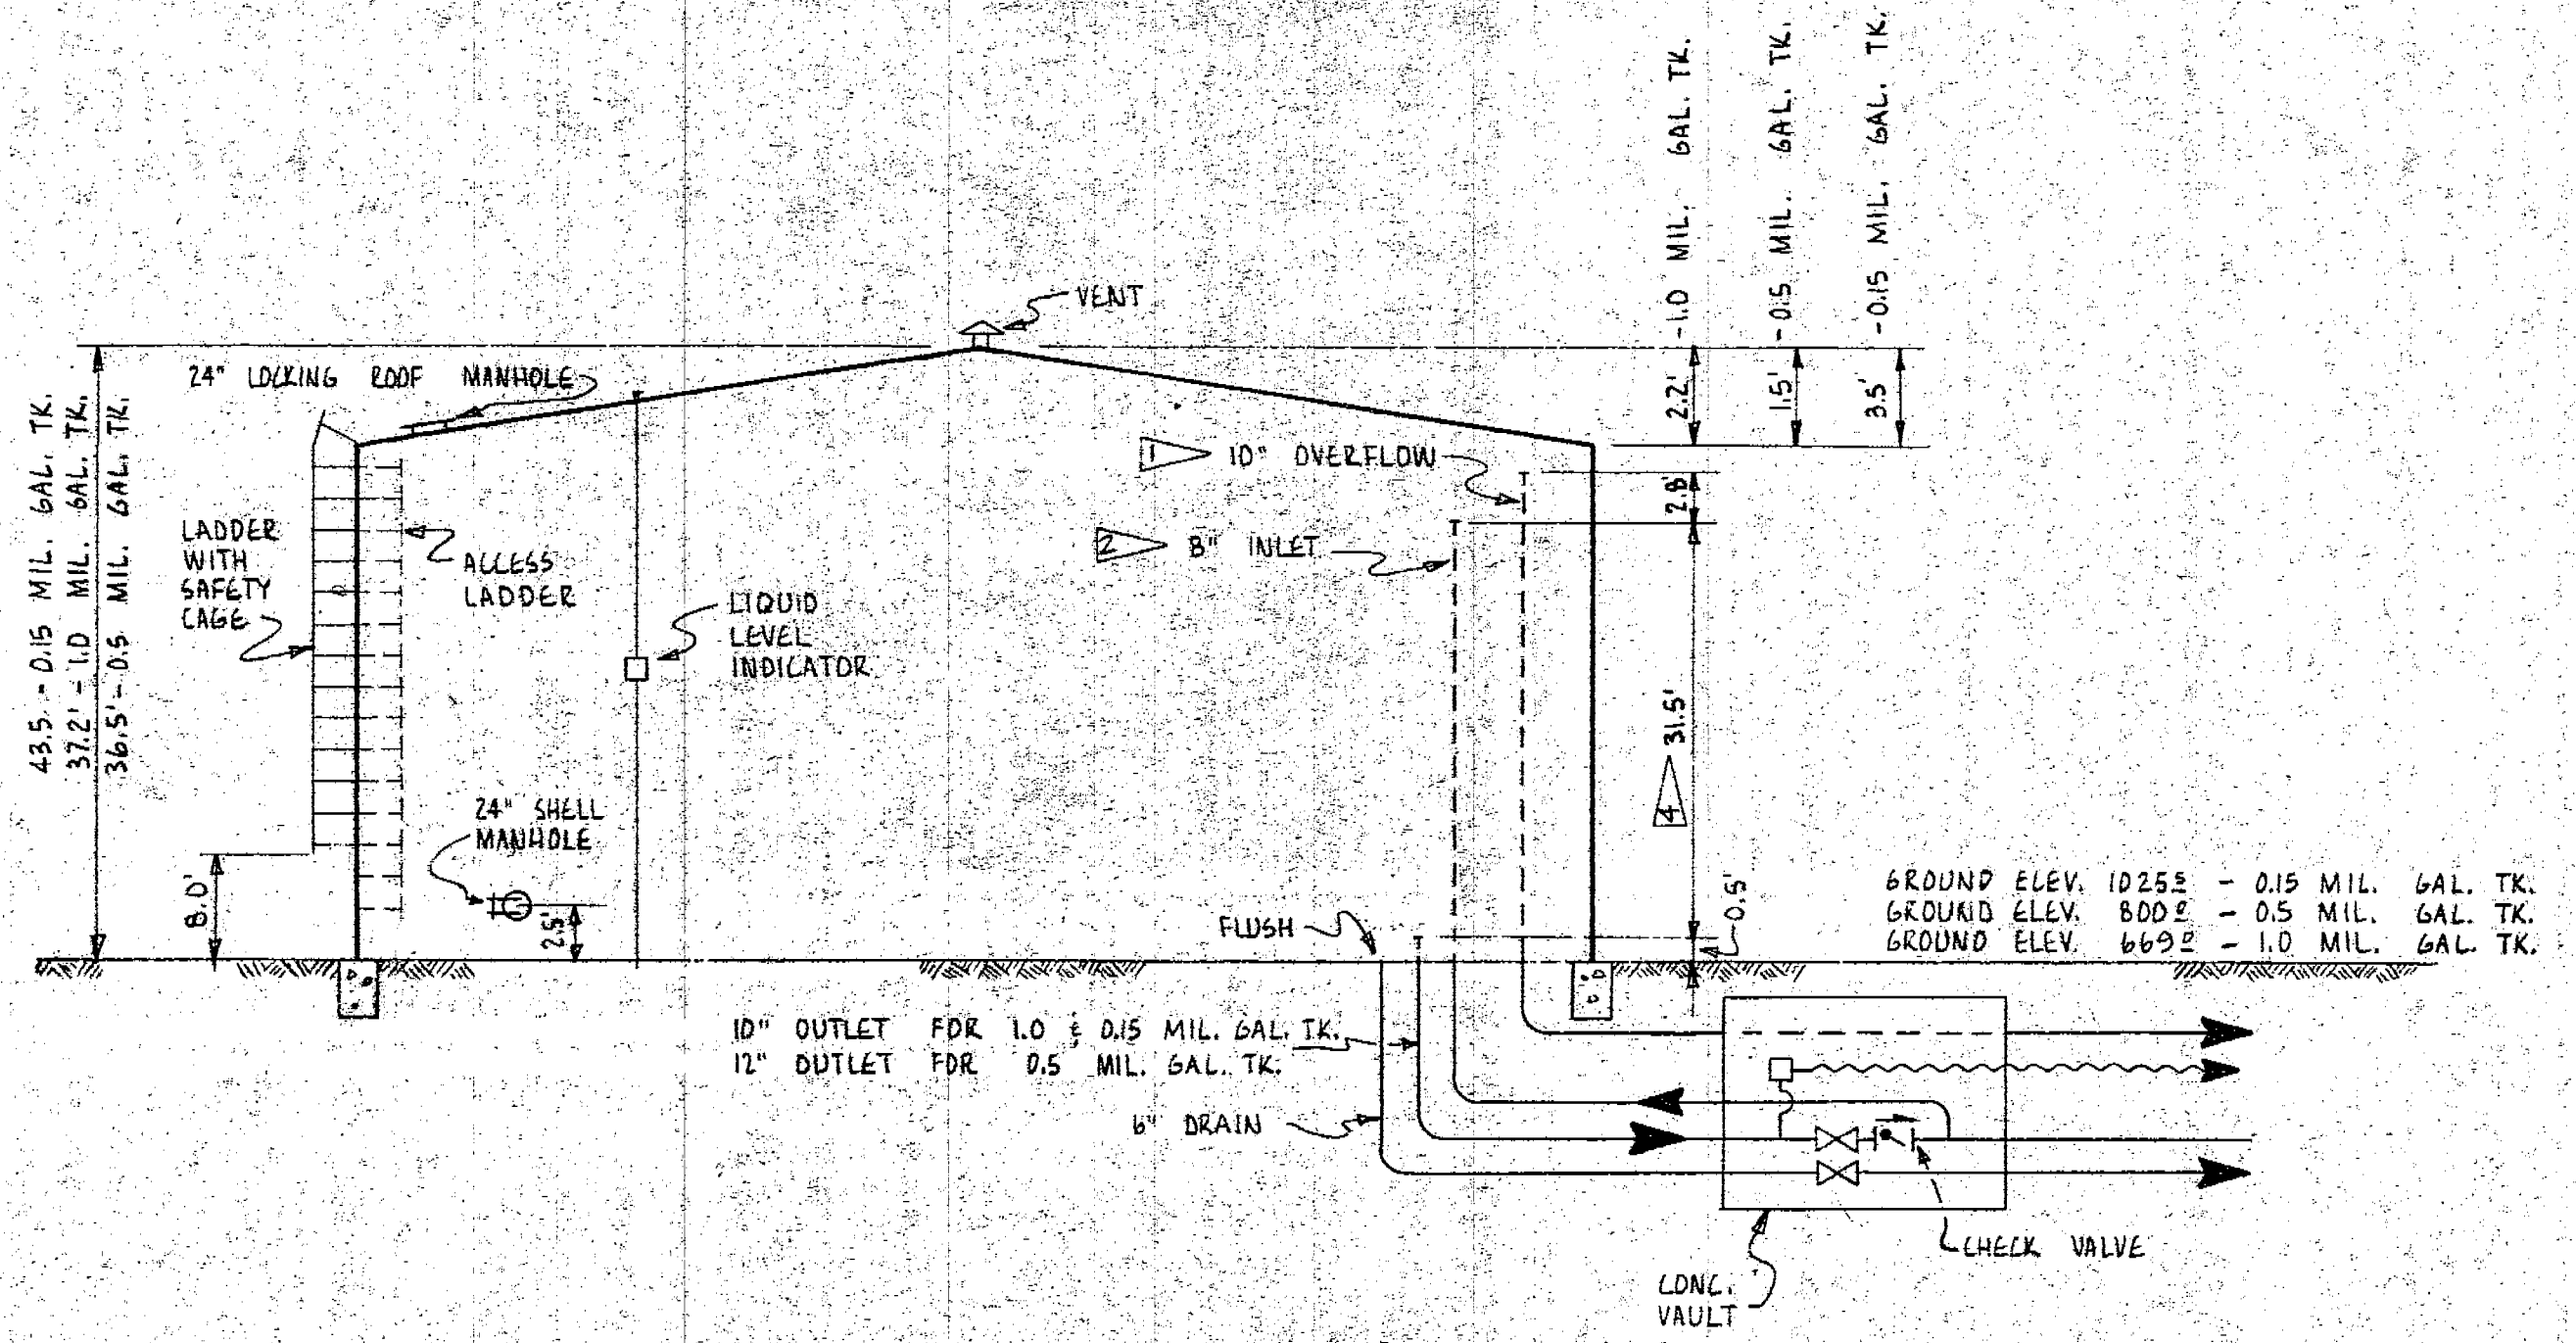 VENT
24" LOCKING ROOF MANHOLE
43.5 - 0.15 MIL. GAL. TK.
37.2' - 1.0 MIL. GAL. TK.
36.5' - 0.5 MIL. GAL. TK.
LADDER
WITH
SAFETY
CAGE
ACCESS
LADDER
LIQUID
LEVEL
INDICATOR
24" SHELL
MANHOLE
8.0'
2.5'
1 10" OVERFLOW
2 8" INLET
2.2' - 1.0 MIL. GAL. TK.
1.5' - 0.5 MIL. GAL. TK.
3.5' - 0.15 MIL. GAL. TK.
2.8'
4 31.5'
0.5'
FLUSH
GROUND ELEV. 1025⁵ - 0.15 MIL. GAL. TK.
GROUND ELEV. 800⁰ - 0.5 MIL. GAL. TK.
GROUND ELEV. 669⁰ - 1.0 MIL. GAL. TK.
10" OUTLET FOR 1.0 & 0.15 MIL. GAL. TK.
12" OUTLET FOR 0.5 MIL. GAL. TK.
6" DRAIN
CHECK VALVE
CONC.
VAULT